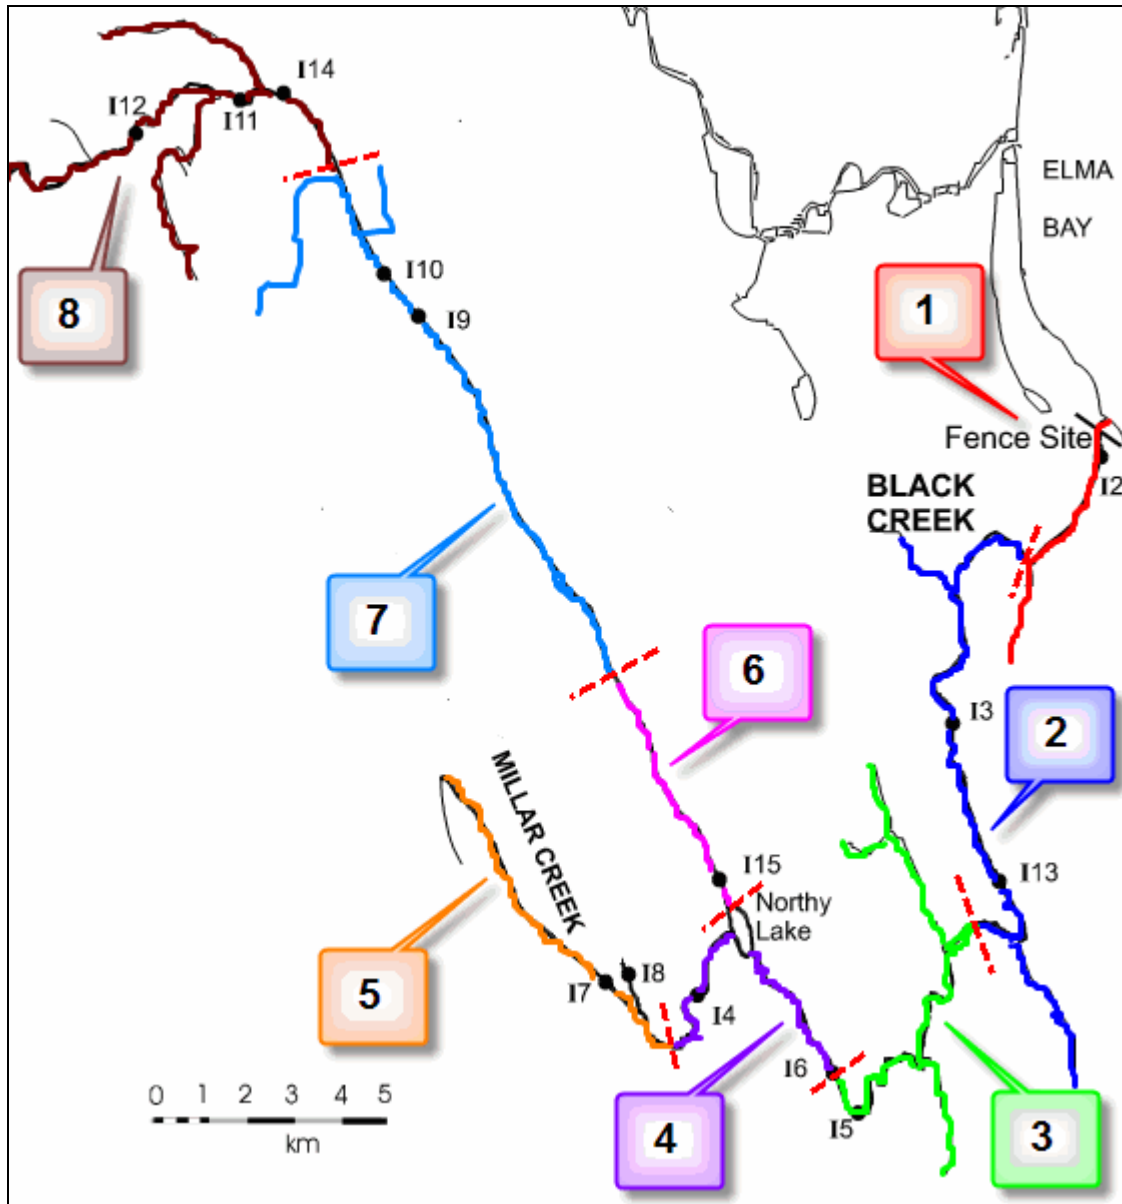 I14
I12
I11
ELMA
BAY
8
I10
I9
1
Fence Site
I2
BLACK
CREEK
7
6
I3
2
MILLAR CREEK
I15
I13
Northy
Lake
5
I7
I8
I4
I6
I5
4
3
0 1 2 3 4 5
km